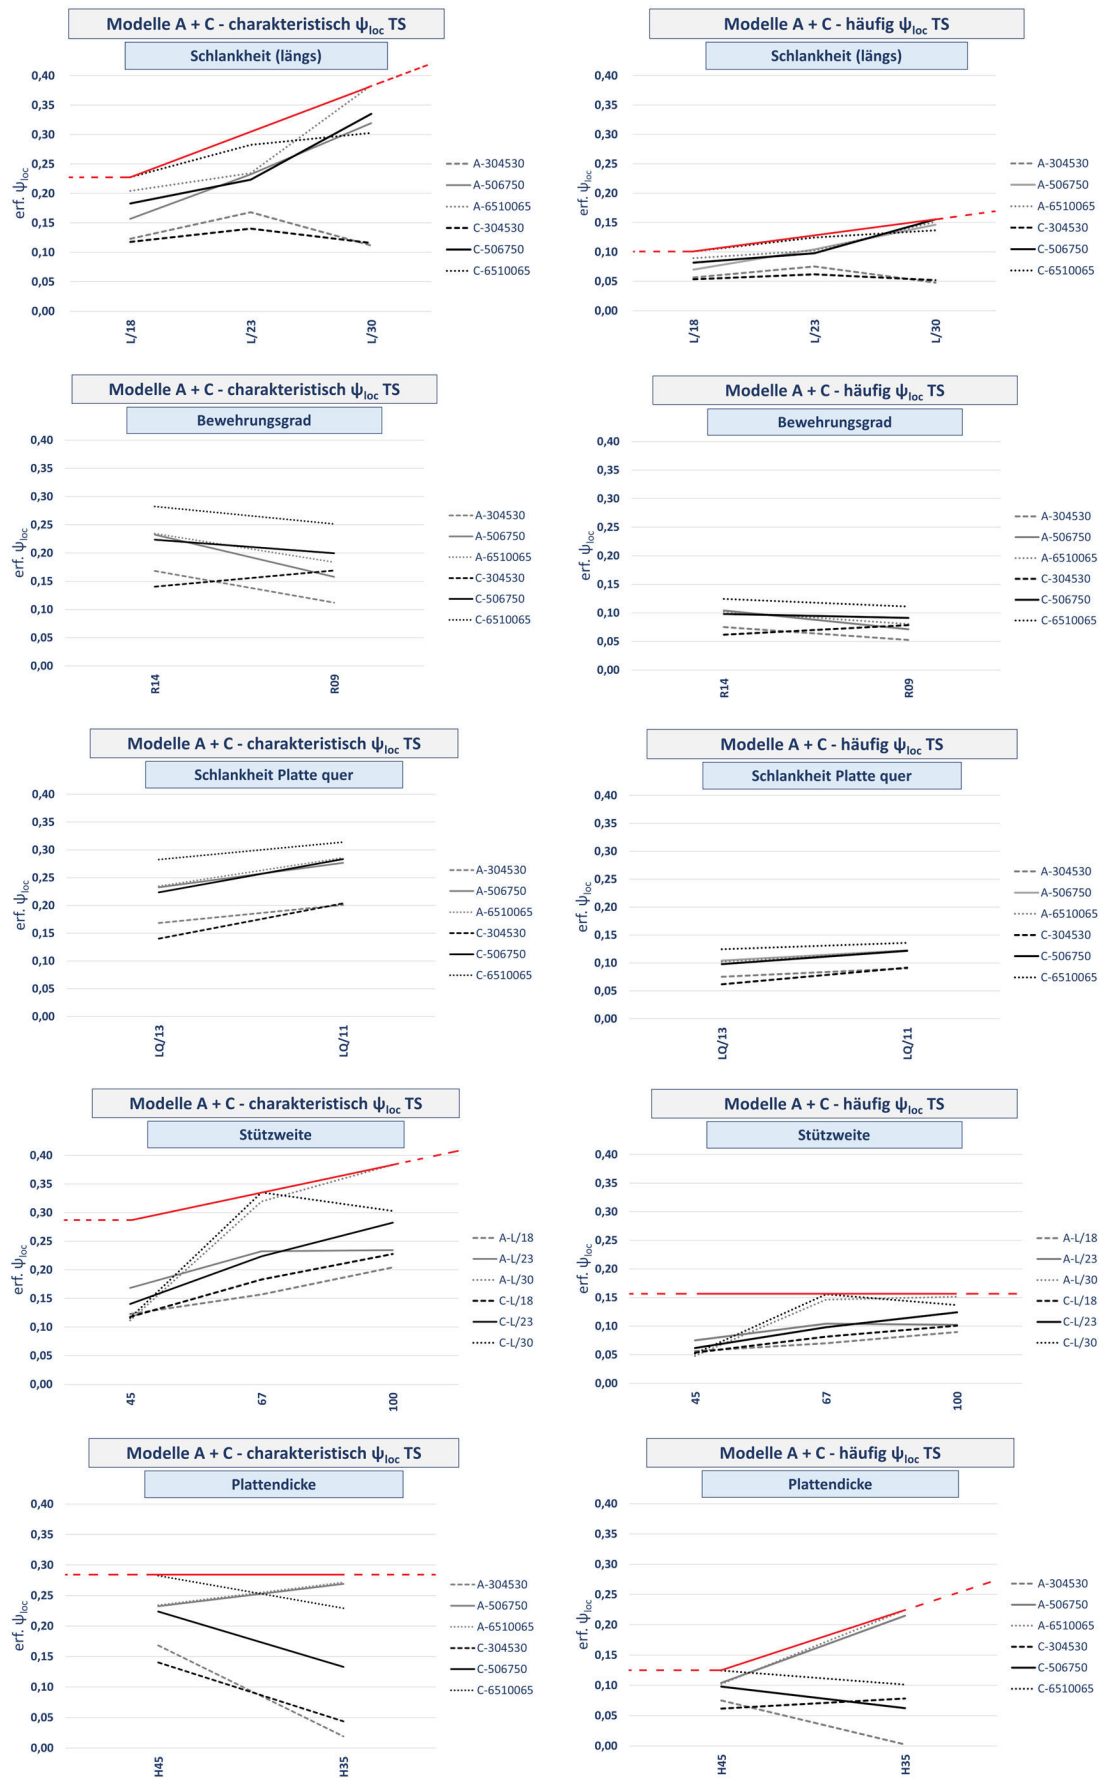 Modelle A + C - charakteristisch ψloc TS
Schlankheit (längs)
erf. ψloc
0,40
0,35
0,30
0,25
0,20
0,15
0,10
0,05
0,00
L/18
L/23
L/30
A-304530
A-506750
A-6510065
C-304530
C-506750
C-6510065
Modelle A + C - häufig ψloc TS
Schlankheit (längs)
erf. ψloc
0,40
0,35
0,30
0,25
0,20
0,15
0,10
0,05
0,00
L/18
L/23
L/30
A-304530
A-506750
A-6510065
C-304530
C-506750
C-6510065
Modelle A + C - charakteristisch ψloc TS
Bewehrungsgrad
erf. ψloc
0,40
0,35
0,30
0,25
0,20
0,15
0,10
0,05
0,00
R14
R09
A-304530
A-506750
A-6510065
C-304530
C-506750
C-6510065
Modelle A + C - häufig ψloc TS
Bewehrungsgrad
erf. ψloc
0,40
0,35
0,30
0,25
0,20
0,15
0,10
0,05
0,00
R14
R09
A-304530
A-506750
A-6510065
C-304530
C-506750
C-6510065
Modelle A + C - charakteristisch ψloc TS
Schlankheit Platte quer
erf. ψloc
0,40
0,35
0,30
0,25
0,20
0,15
0,10
0,05
0,00
LQ/13
LQ/11
A-304530
A-506750
A-6510065
C-304530
C-506750
C-6510065
Modelle A + C - häufig ψloc TS
Schlankheit Platte quer
erf. ψloc
0,40
0,35
0,30
0,25
0,20
0,15
0,10
0,05
0,00
LQ/13
LQ/11
A-304530
A-506750
A-6510065
C-304530
C-506750
C-6510065
Modelle A + C - charakteristisch ψloc TS
Stützweite
erf. ψloc
0,40
0,35
0,30
0,25
0,20
0,15
0,10
0,05
0,00
45
67
100
A-L/18
A-L/23
A-L/30
C-L/18
C-L/23
C-L/30
Modelle A + C - häufig ψloc TS
Stützweite
erf. ψloc
0,40
0,35
0,30
0,25
0,20
0,15
0,10
0,05
0,00
45
67
100
A-L/18
A-L/23
A-L/30
C-L/18
C-L/23
C-L/30
Modelle A + C - charakteristisch ψloc TS
Plattendicke
erf. ψloc
0,40
0,35
0,30
0,25
0,20
0,15
0,10
0,05
0,00
H45
H35
A-304530
A-506750
A-6510065
C-304530
C-506750
C-6510065
Modelle A + C - häufig ψloc TS
Plattendicke
erf. ψloc
0,40
0,35
0,30
0,25
0,20
0,15
0,10
0,05
0,00
H45
H35
A-304530
A-506750
A-6510065
C-304530
C-506750
C-6510065